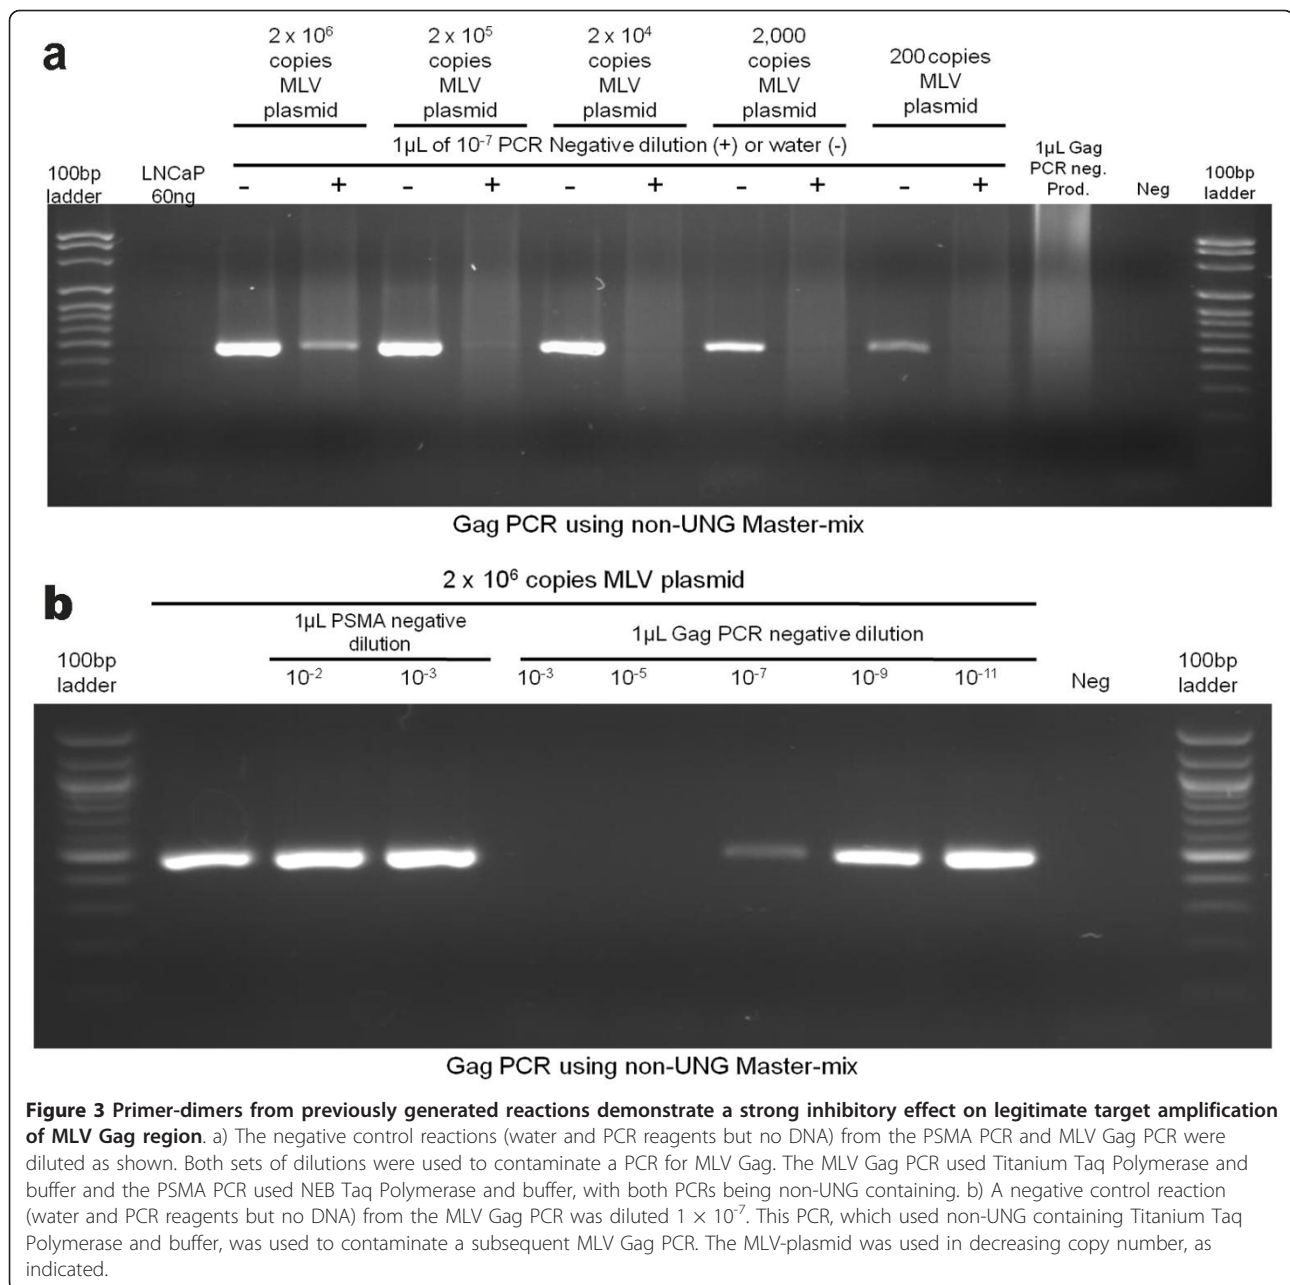 a
2 x 10⁶ copies MLV plasmid
2 x 10⁵ copies MLV plasmid
2 x 10⁴ copies MLV plasmid
2,000 copies MLV plasmid
200 copies MLV plasmid
1µL of 10⁻⁷ PCR Negative dilution (+) or water (-)
100bp ladder
LNCaP 60ng
- + - + - + - + - +
1µL Gag PCR neg. Prod.
Neg
100bp ladder
Gag PCR using non-UNG Master-mix
b
2 x 10⁶ copies MLV plasmid
1µL PSMA negative dilution
1µL Gag PCR negative dilution
100bp ladder
10⁻² 10⁻³ 10⁻³ 10⁻⁵ 10⁻⁷ 10⁻⁹ 10⁻¹¹
Neg
100bp ladder
Gag PCR using non-UNG Master-mix
Figure 3 Primer-dimers from previously generated reactions demonstrate a strong inhibitory effect on legitimate target amplification
of MLV Gag region. a) The negative control reactions (water and PCR reagents but no DNA) from the PSMA PCR and MLV Gag PCR were
diluted as shown. Both sets of dilutions were used to contaminate a PCR for MLV Gag. The MLV Gag PCR used Titanium Taq Polymerase and
buffer and the PSMA PCR used NEB Taq Polymerase and buffer, with both PCRs being non-UNG containing. b) A negative control reaction
(water and PCR reagents but no DNA) from the MLV Gag PCR was diluted 1 × 10⁻⁷. This PCR, which used non-UNG containing Titanium Taq
Polymerase and buffer, was used to contaminate a subsequent MLV Gag PCR. The MLV-plasmid was used in decreasing copy number, as
indicated.